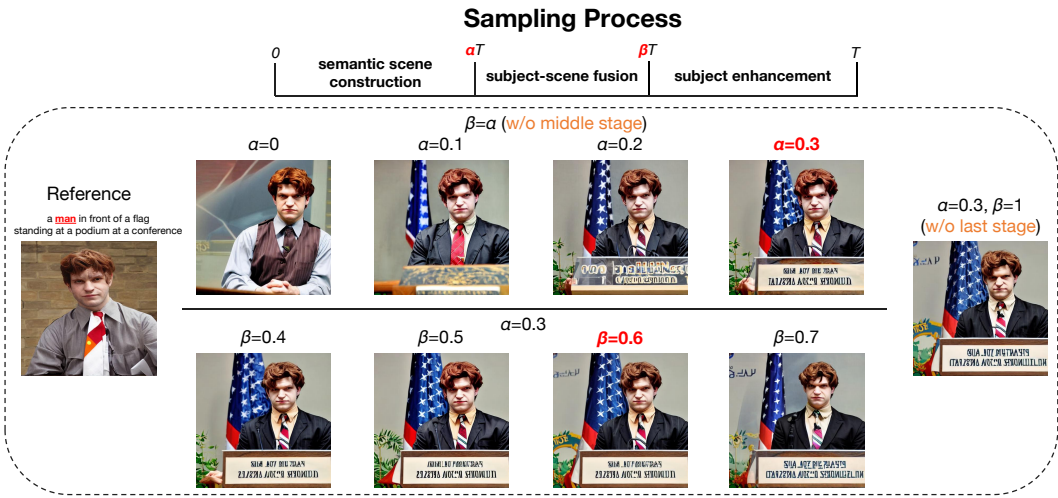 Sampling Process
0
αT
βT
T
semantic scene
construction
subject-scene fusion
subject enhancement
β=α (w/o middle stage)
α=0
α=0.1
α=0.2
α=0.3
Reference
a man in front of a flag
standing at a podium at a conference
α=0.3, β=1
(w/o last stage)
α=0.3
β=0.4
β=0.5
β=0.6
β=0.7